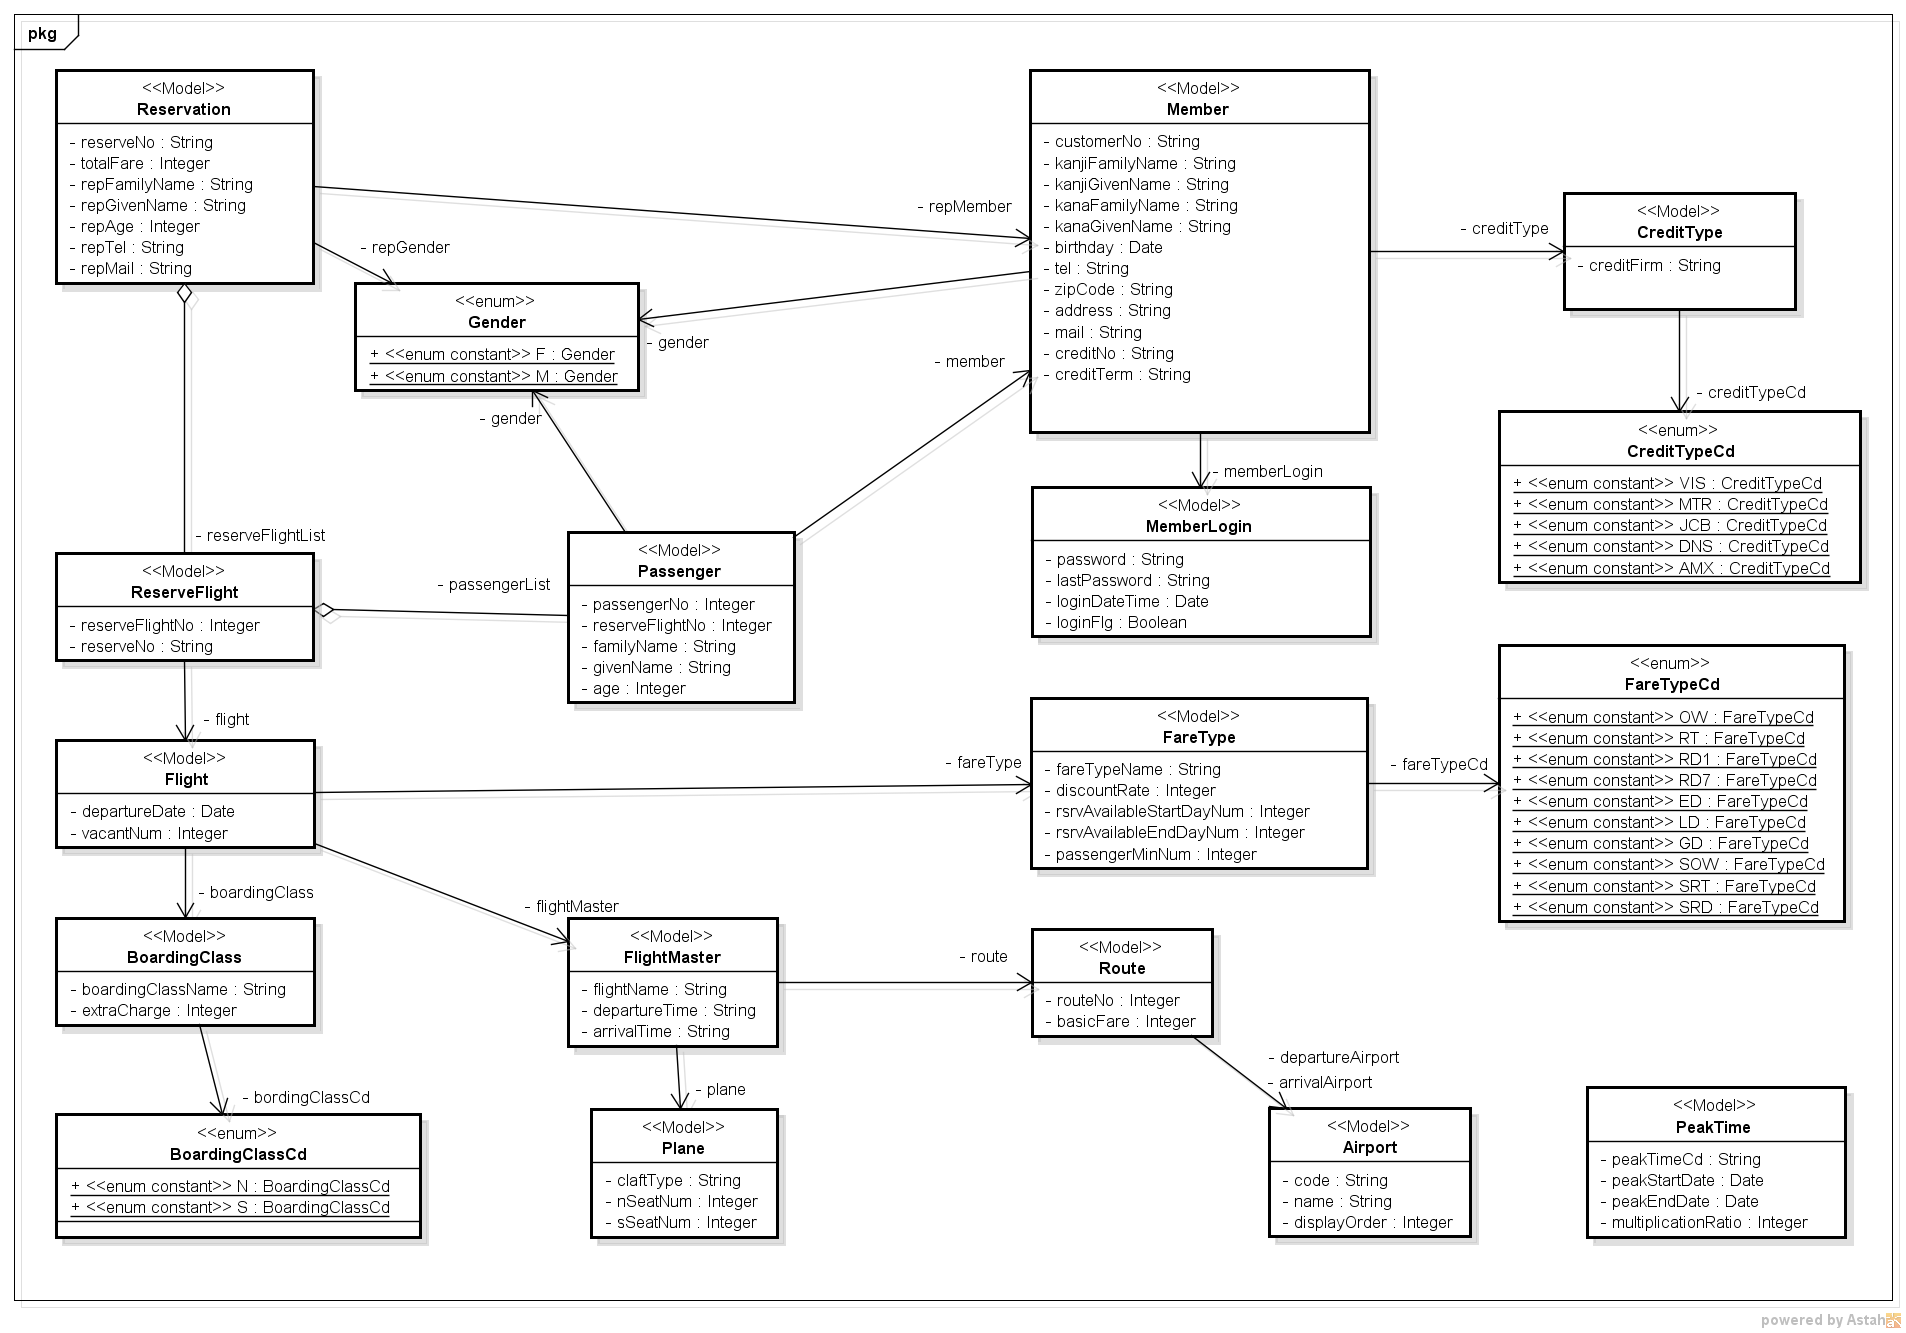 pkg
<<Model>>
Reservation
- reserveNo : String
- totalFare : Integer
- repFamilyName : String
- repGivenName : String
- repAge : Integer
- repTel : String
- repMail : String
- repMember
- repGender
<<enum>>
Gender
+ <<enum constant>> F : Gender
+ <<enum constant>> M : Gender
- gender
- gender
- member
<<Model>>
Member
- customerNo : String
- kanjiFamilyName : String
- kanjiGivenName : String
- kanaFamilyName : String
- kanaGivenName : String
- birthday : Date
- tel : String
- zipCode : String
- address : String
- mail : String
- creditNo : String
- creditTerm : String
- creditType
<<Model>>
CreditType
- creditFirm : String
- creditTypeCd
<<enum>>
CreditTypeCd
+ <<enum constant>> VIS : CreditTypeCd
+ <<enum constant>> MTR : CreditTypeCd
+ <<enum constant>> JCB : CreditTypeCd
+ <<enum constant>> DNS : CreditTypeCd
+ <<enum constant>> AMX : CreditTypeCd
- memberLogin
<<Model>>
MemberLogin
- password : String
- lastPassword : String
- loginDateTime : Date
- loginFlg : Boolean
- reserveFlightList
<<Model>>
ReserveFlight
- reserveFlightNo : Integer
- reserveNo : String
- passengerList
<<Model>>
Passenger
- passengerNo : Integer
- reserveFlightNo : Integer
- familyName : String
- givenName : String
- age : Integer
- flight
<<Model>>
Flight
- departureDate : Date
- vacantNum : Integer
- fareType
<<Model>>
FareType
- fareTypeName : String
- discountRate : Integer
- rsrvAvailableStartDayNum : Integer
- rsrvAvailableEndDayNum : Integer
- passengerMinNum : Integer
- fareTypeCd
<<enum>>
FareTypeCd
+ <<enum constant>> OW : FareTypeCd
+ <<enum constant>> RT : FareTypeCd
+ <<enum constant>> RD1 : FareTypeCd
+ <<enum constant>> RD7 : FareTypeCd
+ <<enum constant>> ED : FareTypeCd
+ <<enum constant>> LD : FareTypeCd
+ <<enum constant>> GD : FareTypeCd
+ <<enum constant>> SOW : FareTypeCd
+ <<enum constant>> SRT : FareTypeCd
+ <<enum constant>> SRD : FareTypeCd
- boardingClass
<<Model>>
BoardingClass
- boardingClassName : String
- extraCharge : Integer
- flightMaster
<<Model>>
FlightMaster
- flightName : String
- departureTime : String
- arrivalTime : String
- route
<<Model>>
Route
- routeNo : Integer
- basicFare : Integer
- bordingClassCd
<<enum>>
BoardingClassCd
+ <<enum constant>> N : BoardingClassCd
+ <<enum constant>> S : BoardingClassCd
- plane
<<Model>>
Plane
- claftType : String
- nSeatNum : Integer
- sSeatNum : Integer
- departureAirport
- arrivalAirport
<<Model>>
Airport
- code : String
- name : String
- displayOrder : Integer
<<Model>>
PeakTime
- peakTimeCd : String
- peakStartDate : Date
- peakEndDate : Date
- multiplicationRatio : Integer
powered by Astah